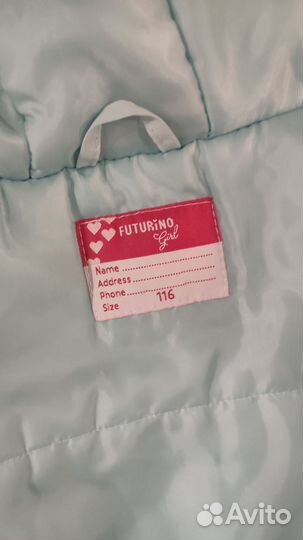 FUTURiNO
Girl
Name..........................
Address.......................
Phone.........................
Size 116
Avito